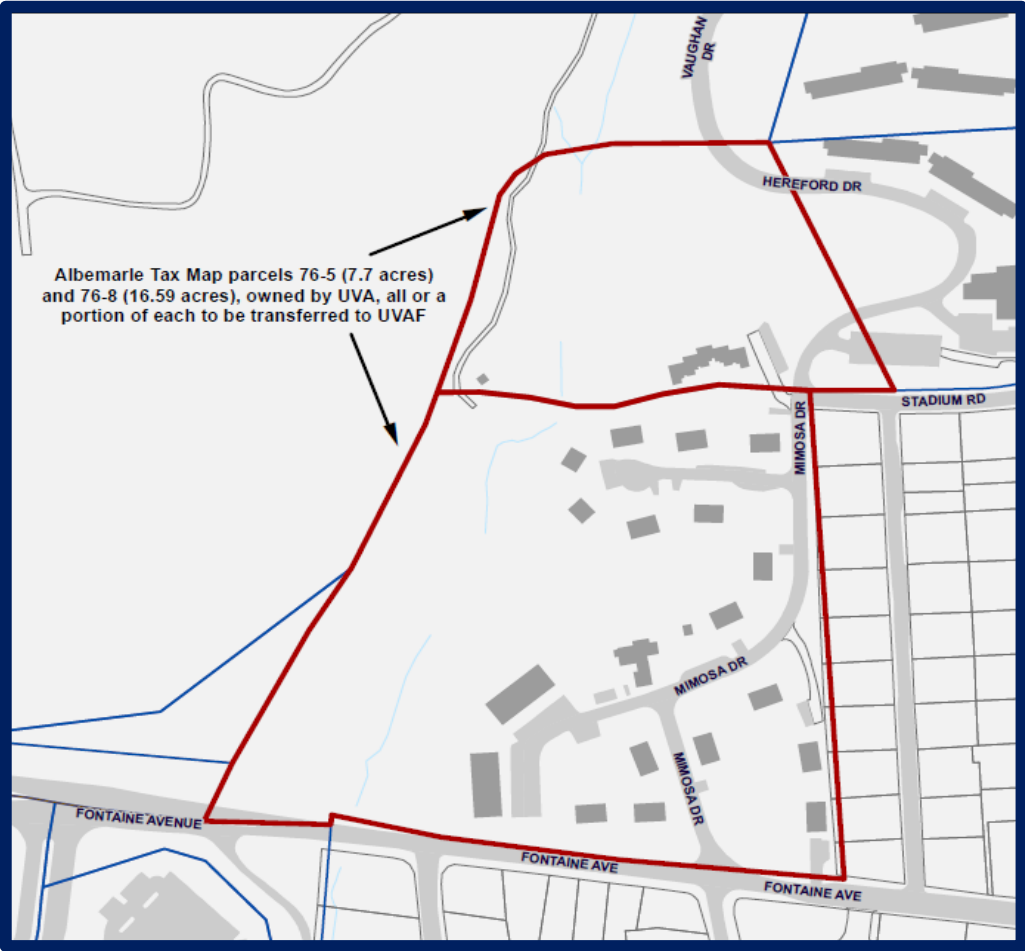 VAUGHAN
DR
HEREFORD DR
Albemarle Tax Map parcels 76-5 (7.7 acres)
and 76-8 (16.59 acres), owned by UVA, all or a
portion of each to be transferred to UVAF
STADIUM RD
MIMOSA DR
MIMOSA DR
MIMOSA DR
FONTAINE AVENUE
FONTAINE AVE
FONTAINE AVE